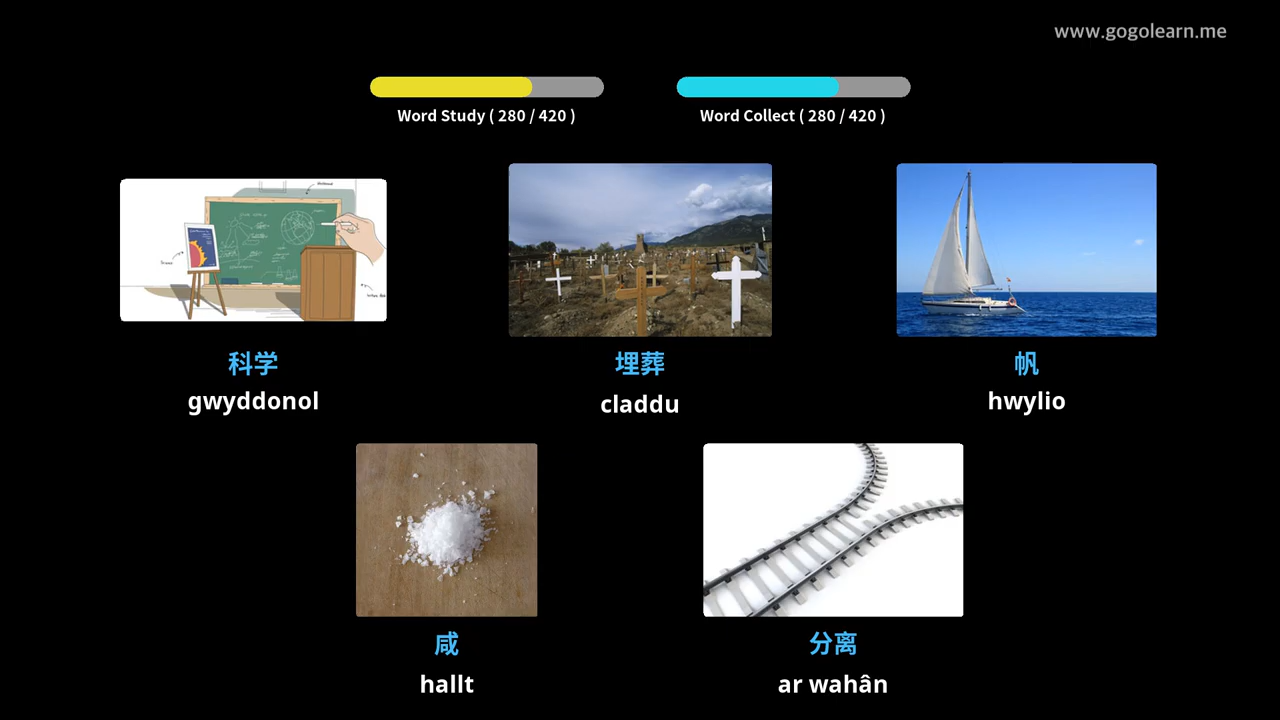 www.gogolearn.me
Word Study ( 280 / 420 )
Word Collect ( 280 / 420 )
科学
gwyddonol
埋葬
claddu
帆
hwylio
咸
hallt
分离
ar wahân